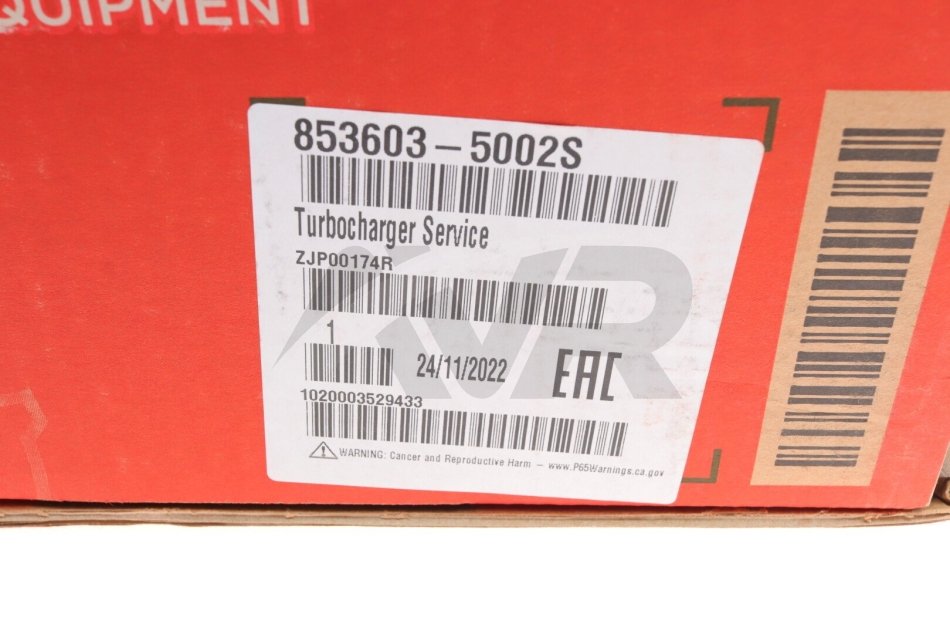 QUIPMENT
853603-5002S
Turbocharger Service
ZJP00174R
KVR
1
24/11/2022
EAC
1020003529433
WARNING: Cancer and Reproductive Harm - www.P65Warnings.ca.gov